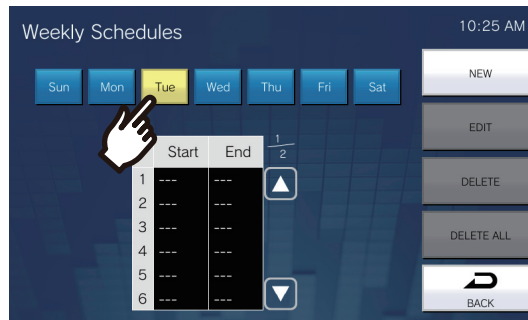 Weekly Schedules
10:25 AM
Sun Mon Tue Wed Thu Fri Sat
NEW
EDIT
DELETE
DELETE ALL
BACK
Start End 1/2
1 --- ---
2 --- ---
3 --- ---
4 --- ---
5 --- ---
6 --- ---